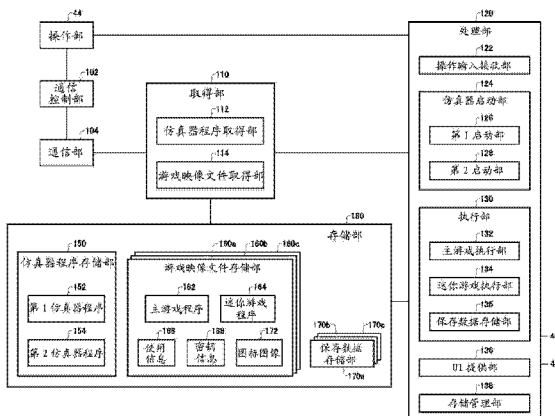 44
操作部
102
通信
控制部
104
通信部
110
取得部
112
仿真器程序取得部
114
游戏映像文件取得部
180
存储部
150
仿真器程序存储部
152
第1仿真器程序
154
第2仿真器程序
160a
160b
160c
游戏映像文件存储部
162
主游戏程序
164
迷你游戏
程序
使用
信息
密钥
信息
172
图标图像
170b
170c
保存数据
存储部
170a
120
处理部
122
操作输入接收部
124
仿真器启动部
126
第1启动部
128
第2启动部
130
执行部
132
主游戏执行部
134
迷你游戏执行部
保存数据存储部
UI提供部
138
存储管理部
4
4